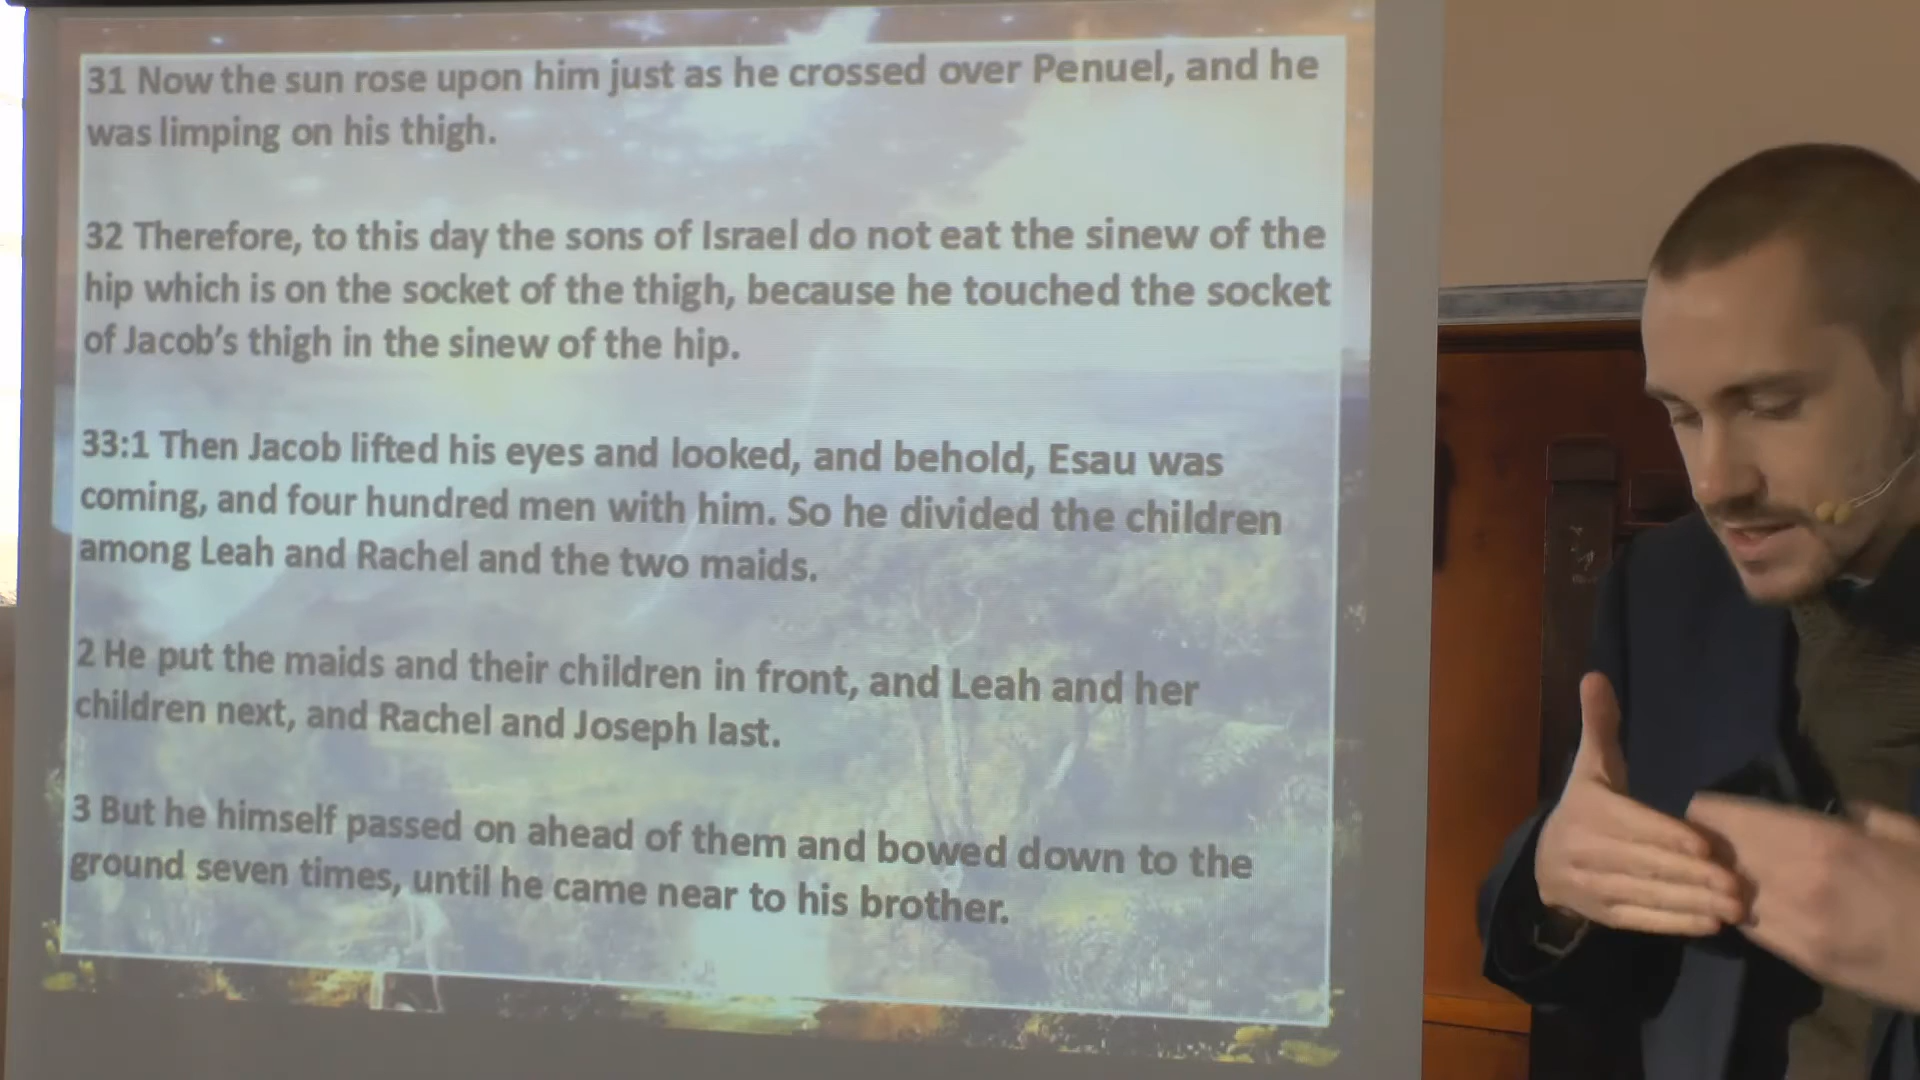 31 Now the sun rose upon him just as he crossed over Penuel, and he
was limping on his thigh.
32 Therefore, to this day the sons of Israel do not eat the sinew of the
hip which is on the socket of the thigh, because he touched the socket
of Jacob's thigh in the sinew of the hip.
33:1 Then Jacob lifted his eyes and looked, and behold, Esau was
coming, and four hundred men with him. So he divided the children
among Leah and Rachel and the two maids.
2 He put the maids and their children in front, and Leah and her
children next, and Rachel and Joseph last.
3 But he himself passed on ahead of them and bowed down to the
ground seven times, until he came near to his brother.